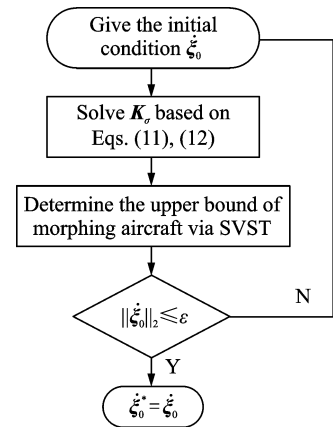 Give the initial
condition ξ̇₀
Solve K_σ based on
Eqs. (11), (12)
Determine the upper bound of
morphing aircraft via SVST
||ξ̇₀||₂ ≤ ε
N
Y
ξ̇₀* = ξ̇₀